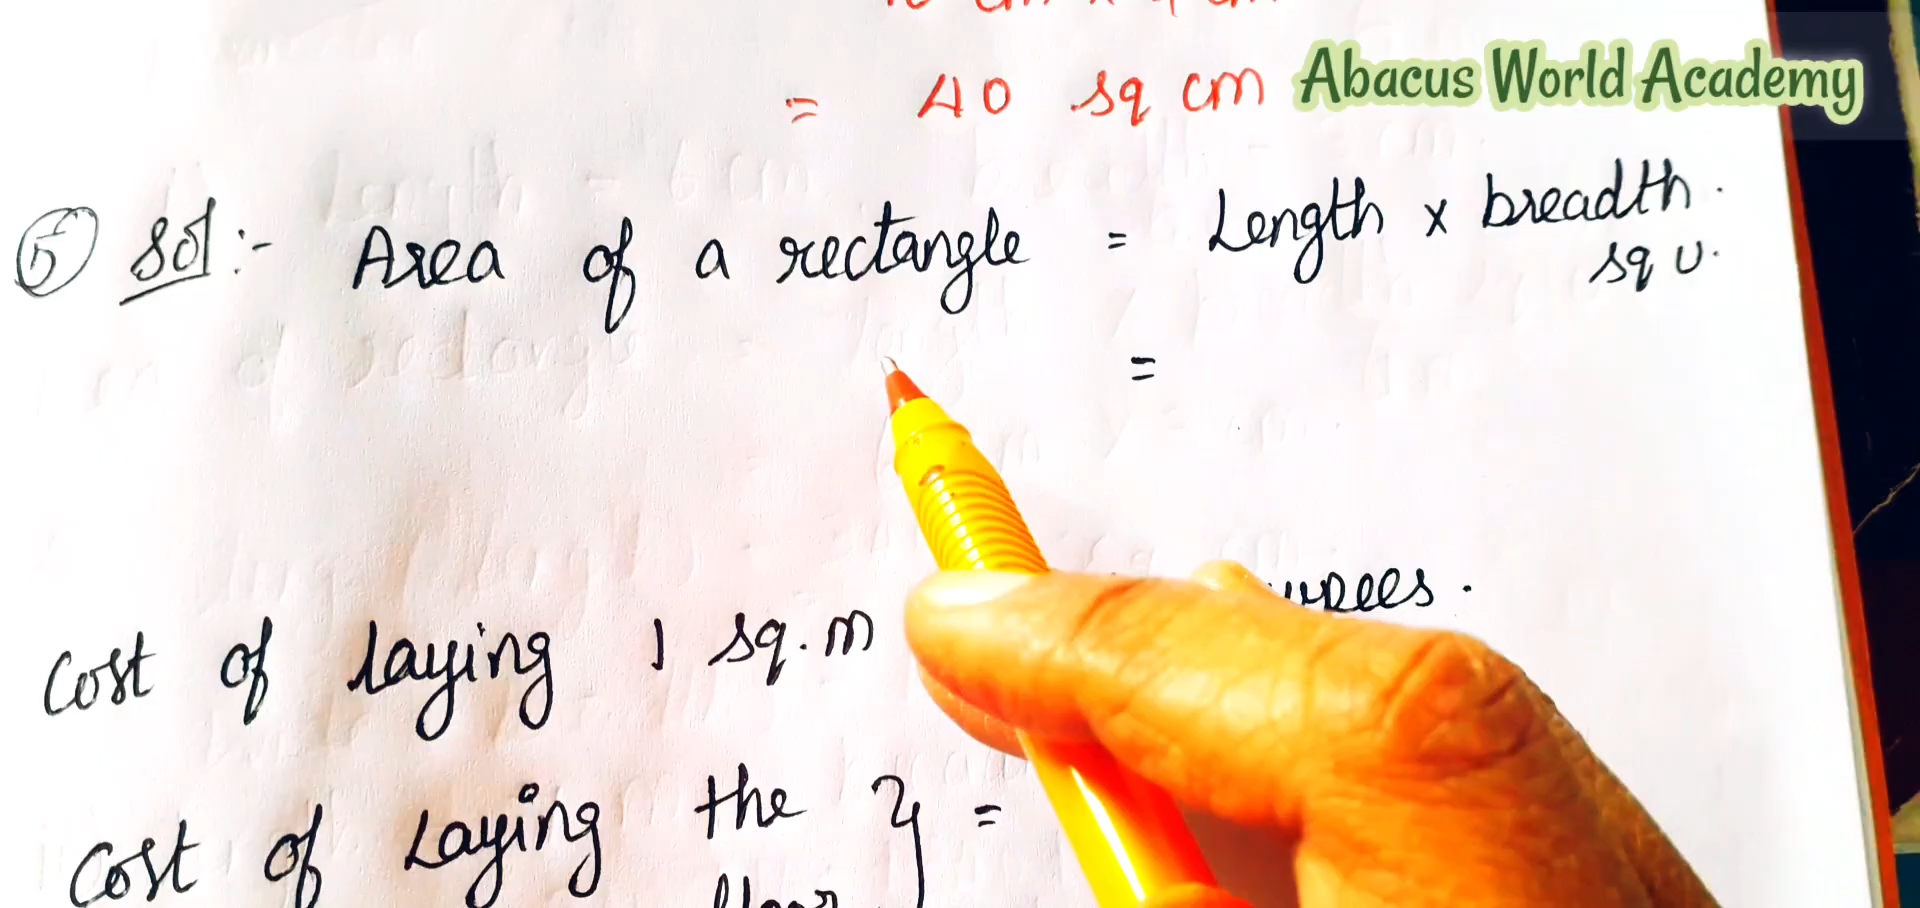 = 40 sq cm
Abacus World Academy
5 Sol:- Area of a rectangle = Length x breadth.
sq u.
=
Cost of laying 1 sq.m
Cost of Laying the } =
floor